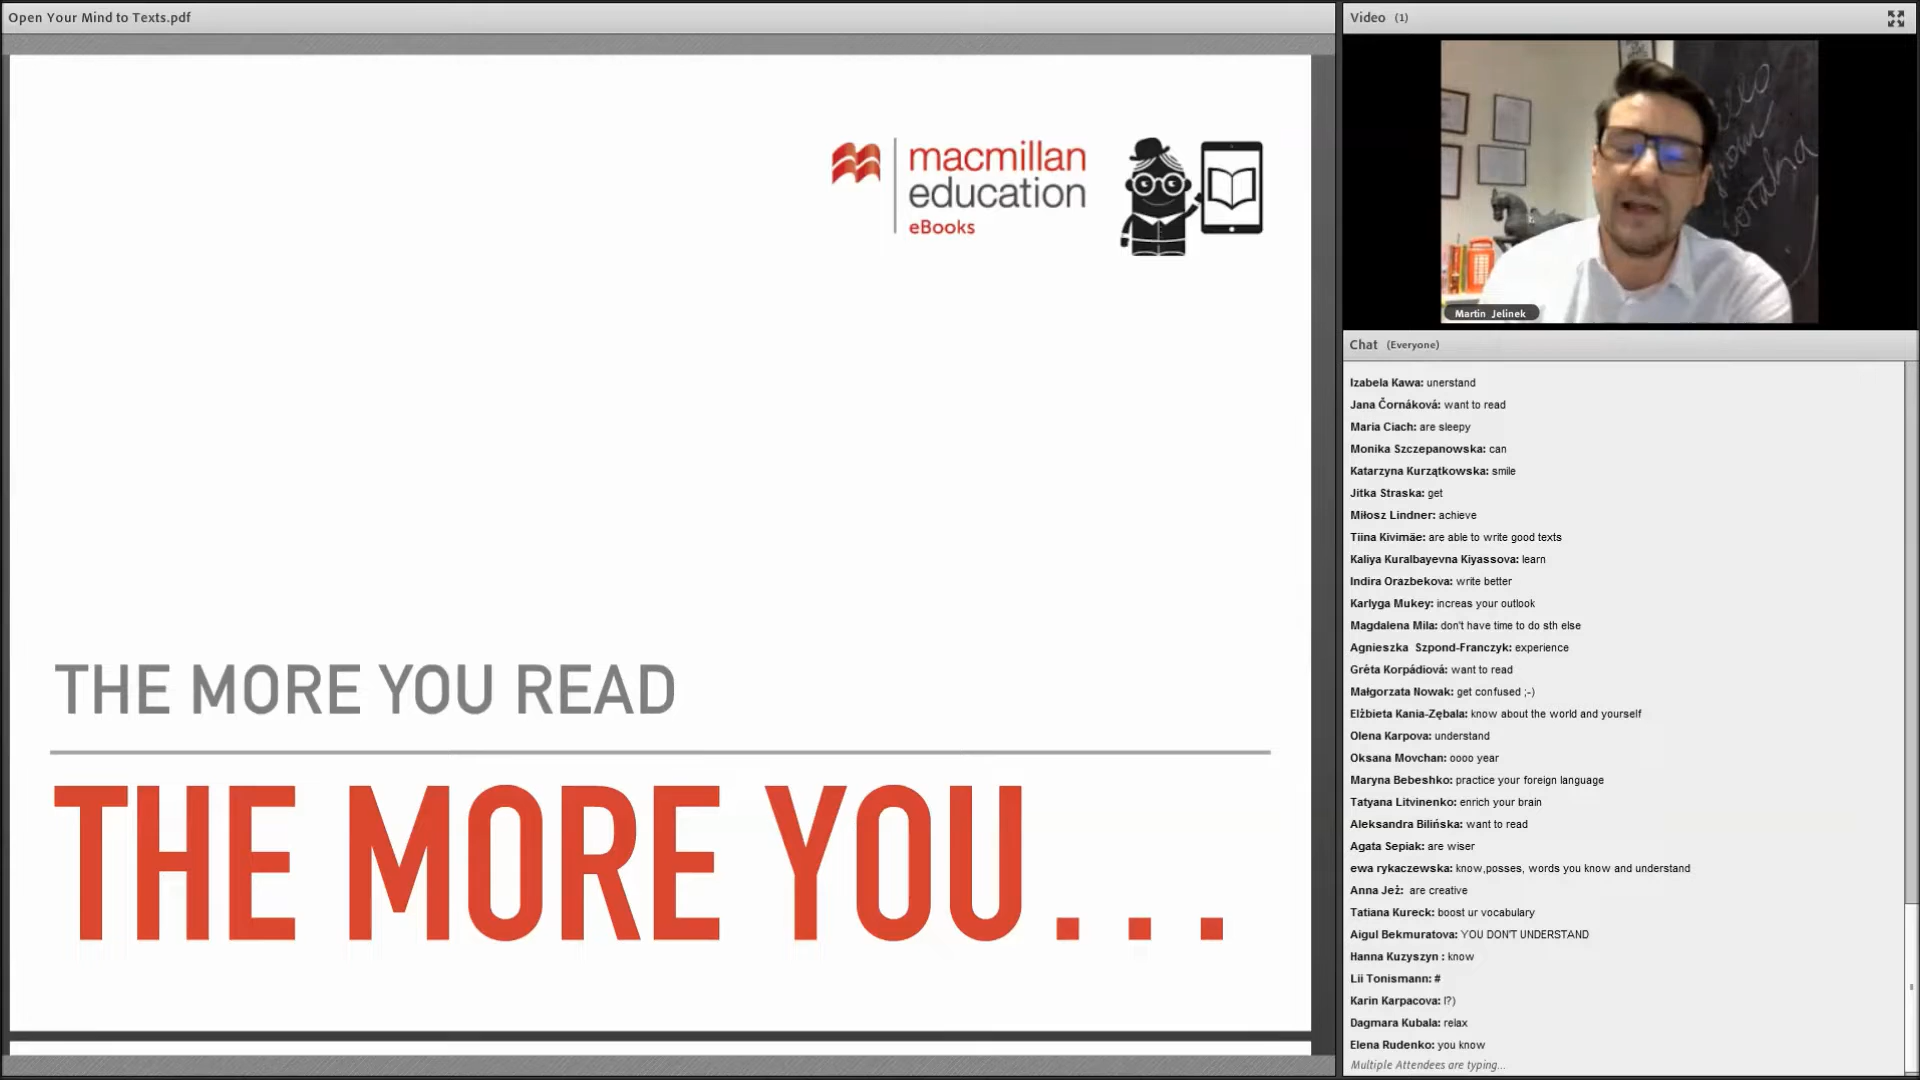 Open Your Mind to Texts.pdf
macmillan
education
eBooks
THE MORE YOU READ
THE MORE YOU...
Video (1)
Martin Jelinek
Chat (Everyone)
Izabela Kawa: unerstand
Jana Čornáková: want to read
Maria Ciach: are sleepy
Monika Szczepanowska: can
Katarzyna Kurzątkowska: smile
Jitka Straska: get
Miłosz Lindner: achieve
Tiina Kivimäe: are able to write good texts
Kaliya Kuralbayevna Kiyassova: learn
Indira Orazbekova: write better
Karlyga Mukey: increas your outlook
Magdalena Mila: don't have time to do sth else
Agnieszka Szpond-Franczyk: experience
Gréta Korpádiová: want to read
Małgorzata Nowak: get confused ;-)
Elżbieta Kania-Zębala: know about the world and yourself
Olena Karpova: understand
Oksana Movchan: oooo year
Maryna Bebeshko: practice your foreign language
Tatyana Litvinenko: enrich your brain
Aleksandra Bilińska: want to read
Agata Sepiak: are wiser
ewa rykaczewska: know,posses, words you know and understand
Anna Jeż: are creative
Tatiana Kureck: boost ur vocabulary
Aigul Bekmuratova: YOU DON'T UNDERSTAND
Hanna Kuzyszyn : know
Lii Tonismann: #
Karin Karpacova: !?)
Dagmara Kubala: relax
Elena Rudenko: you know
Multiple Attendees are typing...